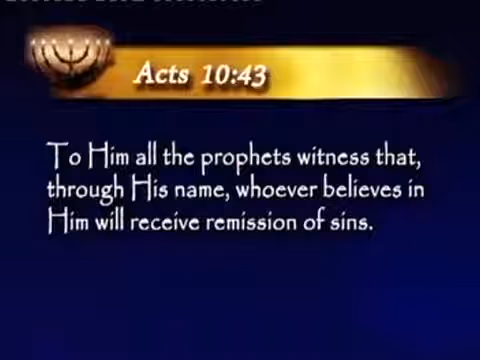 Acts 10:43
To Him all the prophets witness that,
through His name, whoever believes in
Him will receive remission of sins.